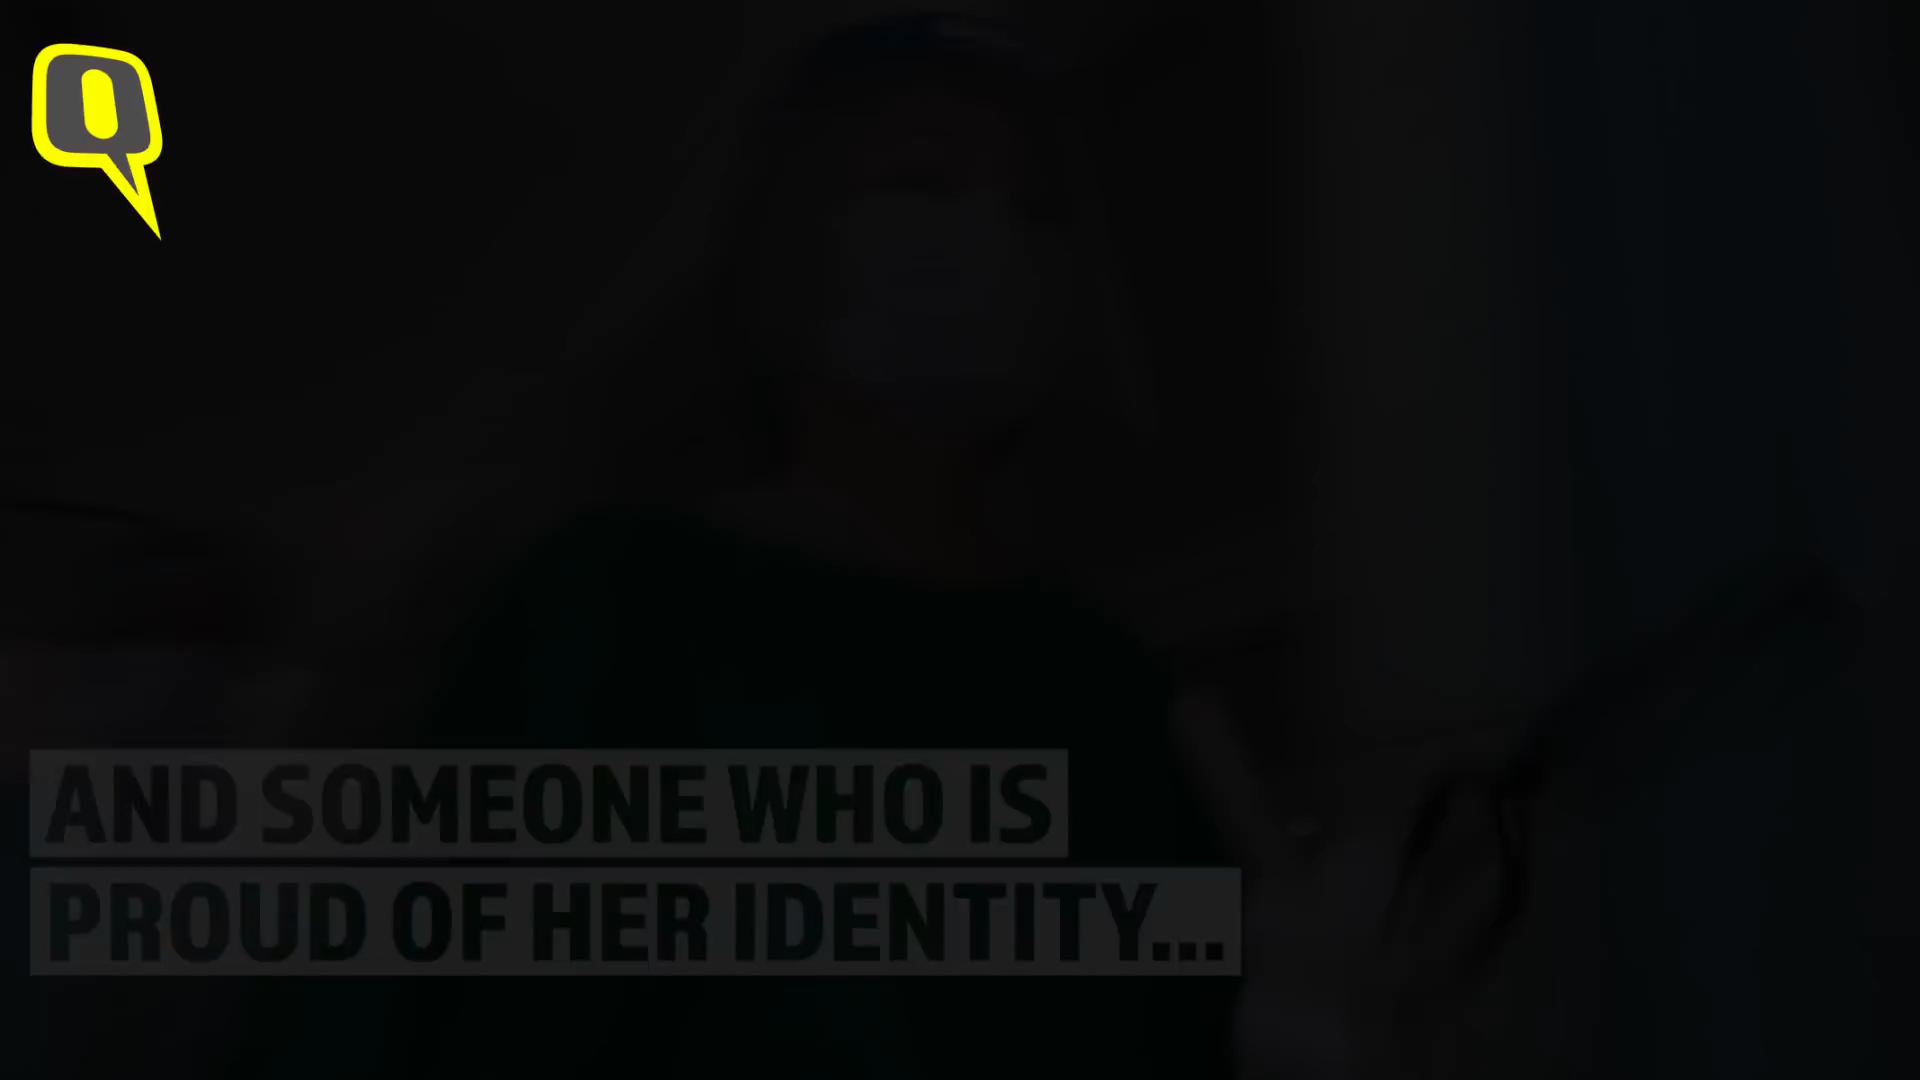 Q
AND SOMEONE WHO IS
PROUD OF HER IDENTITY...